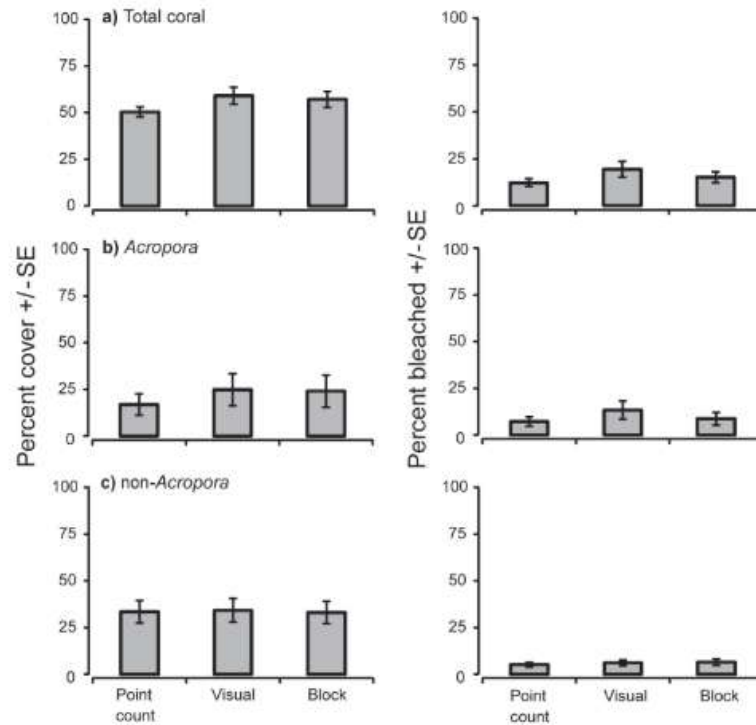 a) Total coral
100
75
50
25
0
100
75
50
25
0
b) Acropora
100
75
50
25
0
100
75
50
25
0
c) non-Acropora
100
75
50
25
0
100
75
50
25
0
Percent cover +/- SE
Percent bleached +/- SE
Point count
Visual
Block
Point count
Visual
Block